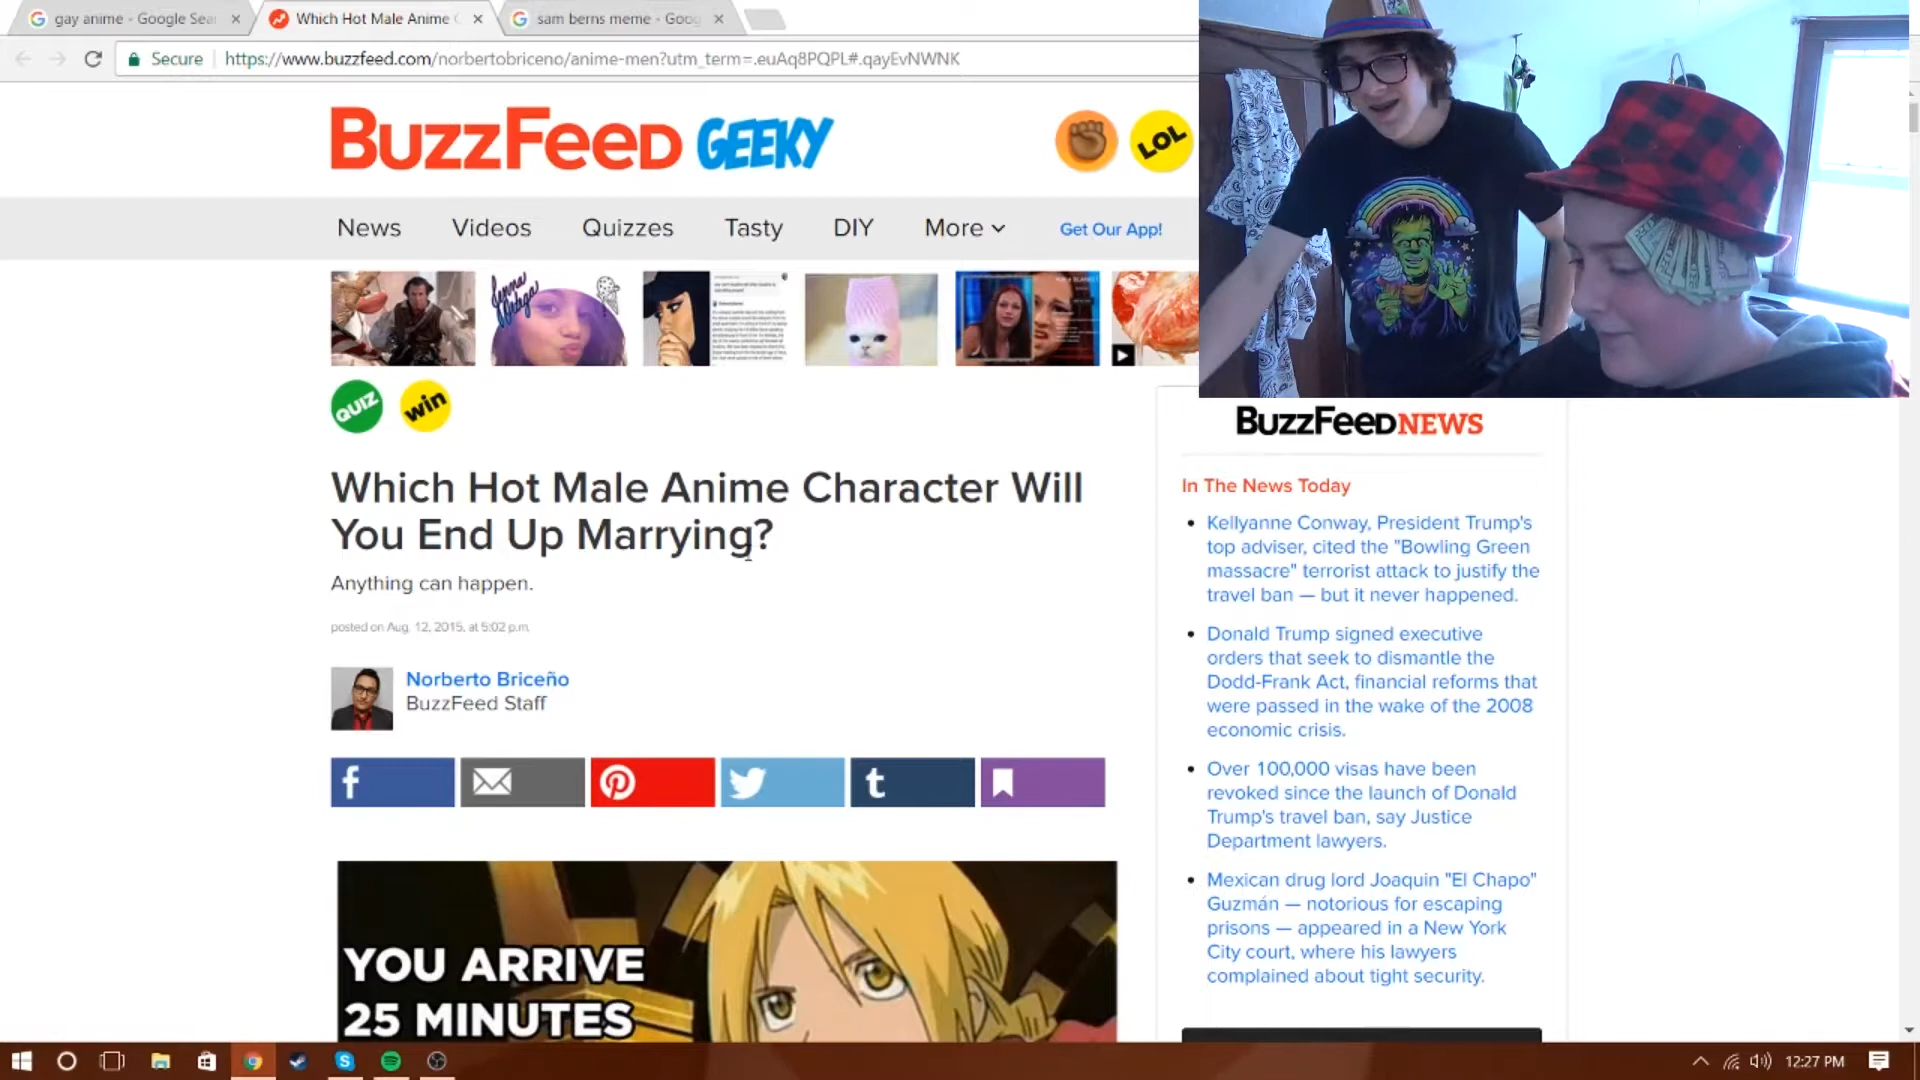 gay anime - Google Sea
Which Hot Male Anime C
sam berns meme - Goog
Secure
https://www.buzzfeed.com/norbertobriceno/anime-men?utm_term=.euAq8PQPL#.qayEvNWNK
BuzzFeed GEEKY
LOL
News
Videos
Quizzes
Tasty
DIY
More
Get Our App!
Jenna Ortega
QUIZ
win
Which Hot Male Anime Character Will
You End Up Marrying?
Anything can happen.
posted on Aug. 12, 2015, at 5:02 p.m.
Norberto Briceño
BuzzFeed Staff
YOU ARRIVE
25 MINUTES
BuzzFeedNEWS
In The News Today
Kellyanne Conway, President Trump's
top adviser, cited the "Bowling Green
massacre" terrorist attack to justify the
travel ban — but it never happened.
Donald Trump signed executive
orders that seek to dismantle the
Dodd-Frank Act, financial reforms that
were passed in the wake of the 2008
economic crisis.
Over 100,000 visas have been
revoked since the launch of Donald
Trump's travel ban, say Justice
Department lawyers.
Mexican drug lord Joaquin "El Chapo"
Guzmán — notorious for escaping
prisons — appeared in a New York
City court, where his lawyers
complained about tight security.
12:27 PM